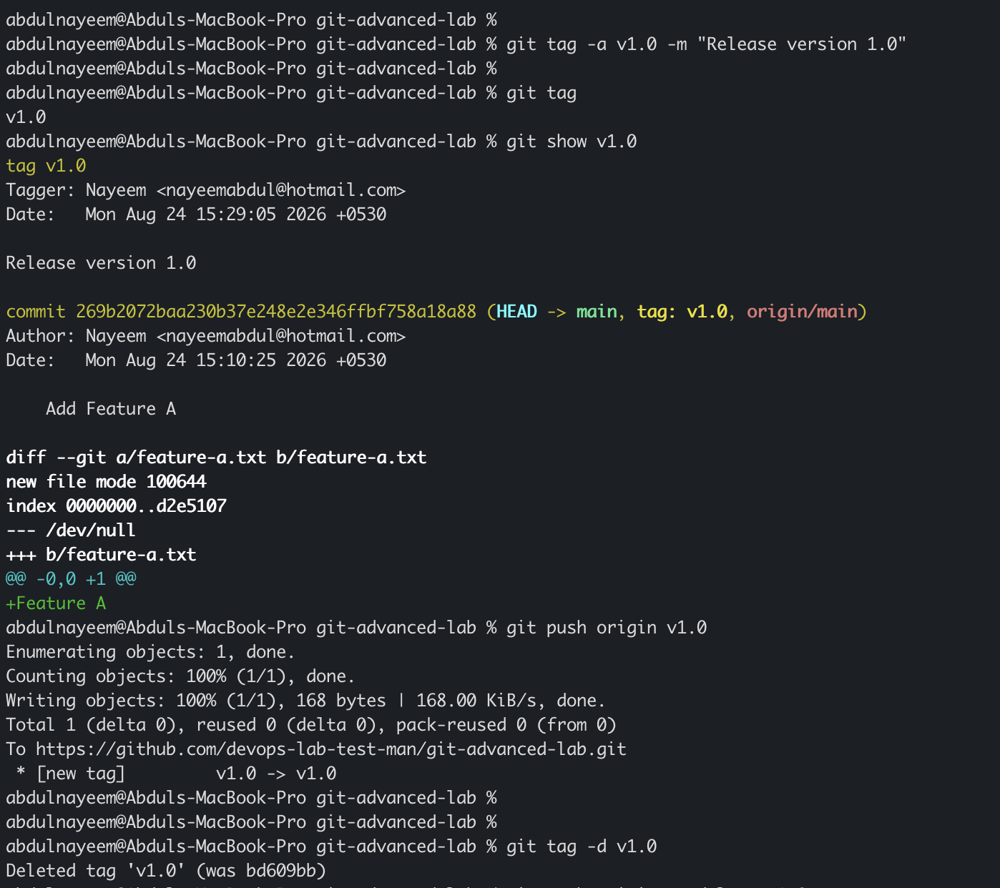 abdulnayeem@Abduls-MacBook-Pro git-advanced-lab %
abdulnayeem@Abduls-MacBook-Pro git-advanced-lab % git tag -a v1.0 -m "Release version 1.0"
abdulnayeem@Abduls-MacBook-Pro git-advanced-lab %
abdulnayeem@Abduls-MacBook-Pro git-advanced-lab % git tag
v1.0
abdulnayeem@Abduls-MacBook-Pro git-advanced-lab % git show v1.0
tag v1.0
Tagger: Nayeem <nayeemabdul@hotmail.com>
Date:   Mon Aug 24 15:29:05 2026 +0530

Release version 1.0

commit 269b2072baa230b37e248e2e346ffbf758a18a88 (HEAD -> main, tag: v1.0, origin/main)
Author: Nayeem <nayeemabdul@hotmail.com>
Date:   Mon Aug 24 15:10:25 2026 +0530

    Add Feature A

diff --git a/feature-a.txt b/feature-a.txt
new file mode 100644
index 0000000..d2e5107
--- /dev/null
+++ b/feature-a.txt
@@ -0,0 +1 @@
+Feature A
abdulnayeem@Abduls-MacBook-Pro git-advanced-lab % git push origin v1.0
Enumerating objects: 1, done.
Counting objects: 100% (1/1), done.
Writing objects: 100% (1/1), 168 bytes | 168.00 KiB/s, done.
Total 1 (delta 0), reused 0 (delta 0), pack-reused 0 (from 0)
To https://github.com/devops-lab-test-man/git-advanced-lab.git
 * [new tag]         v1.0 -> v1.0
abdulnayeem@Abduls-MacBook-Pro git-advanced-lab %
abdulnayeem@Abduls-MacBook-Pro git-advanced-lab %
abdulnayeem@Abduls-MacBook-Pro git-advanced-lab % git tag -d v1.0
Deleted tag 'v1.0' (was bd609bb)